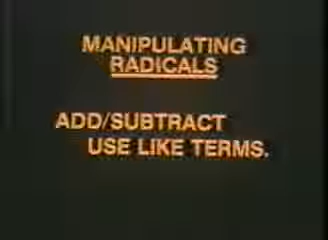 MANIPULATING
RADICALS
ADD/SUBTRACT
USE LIKE TERMS.